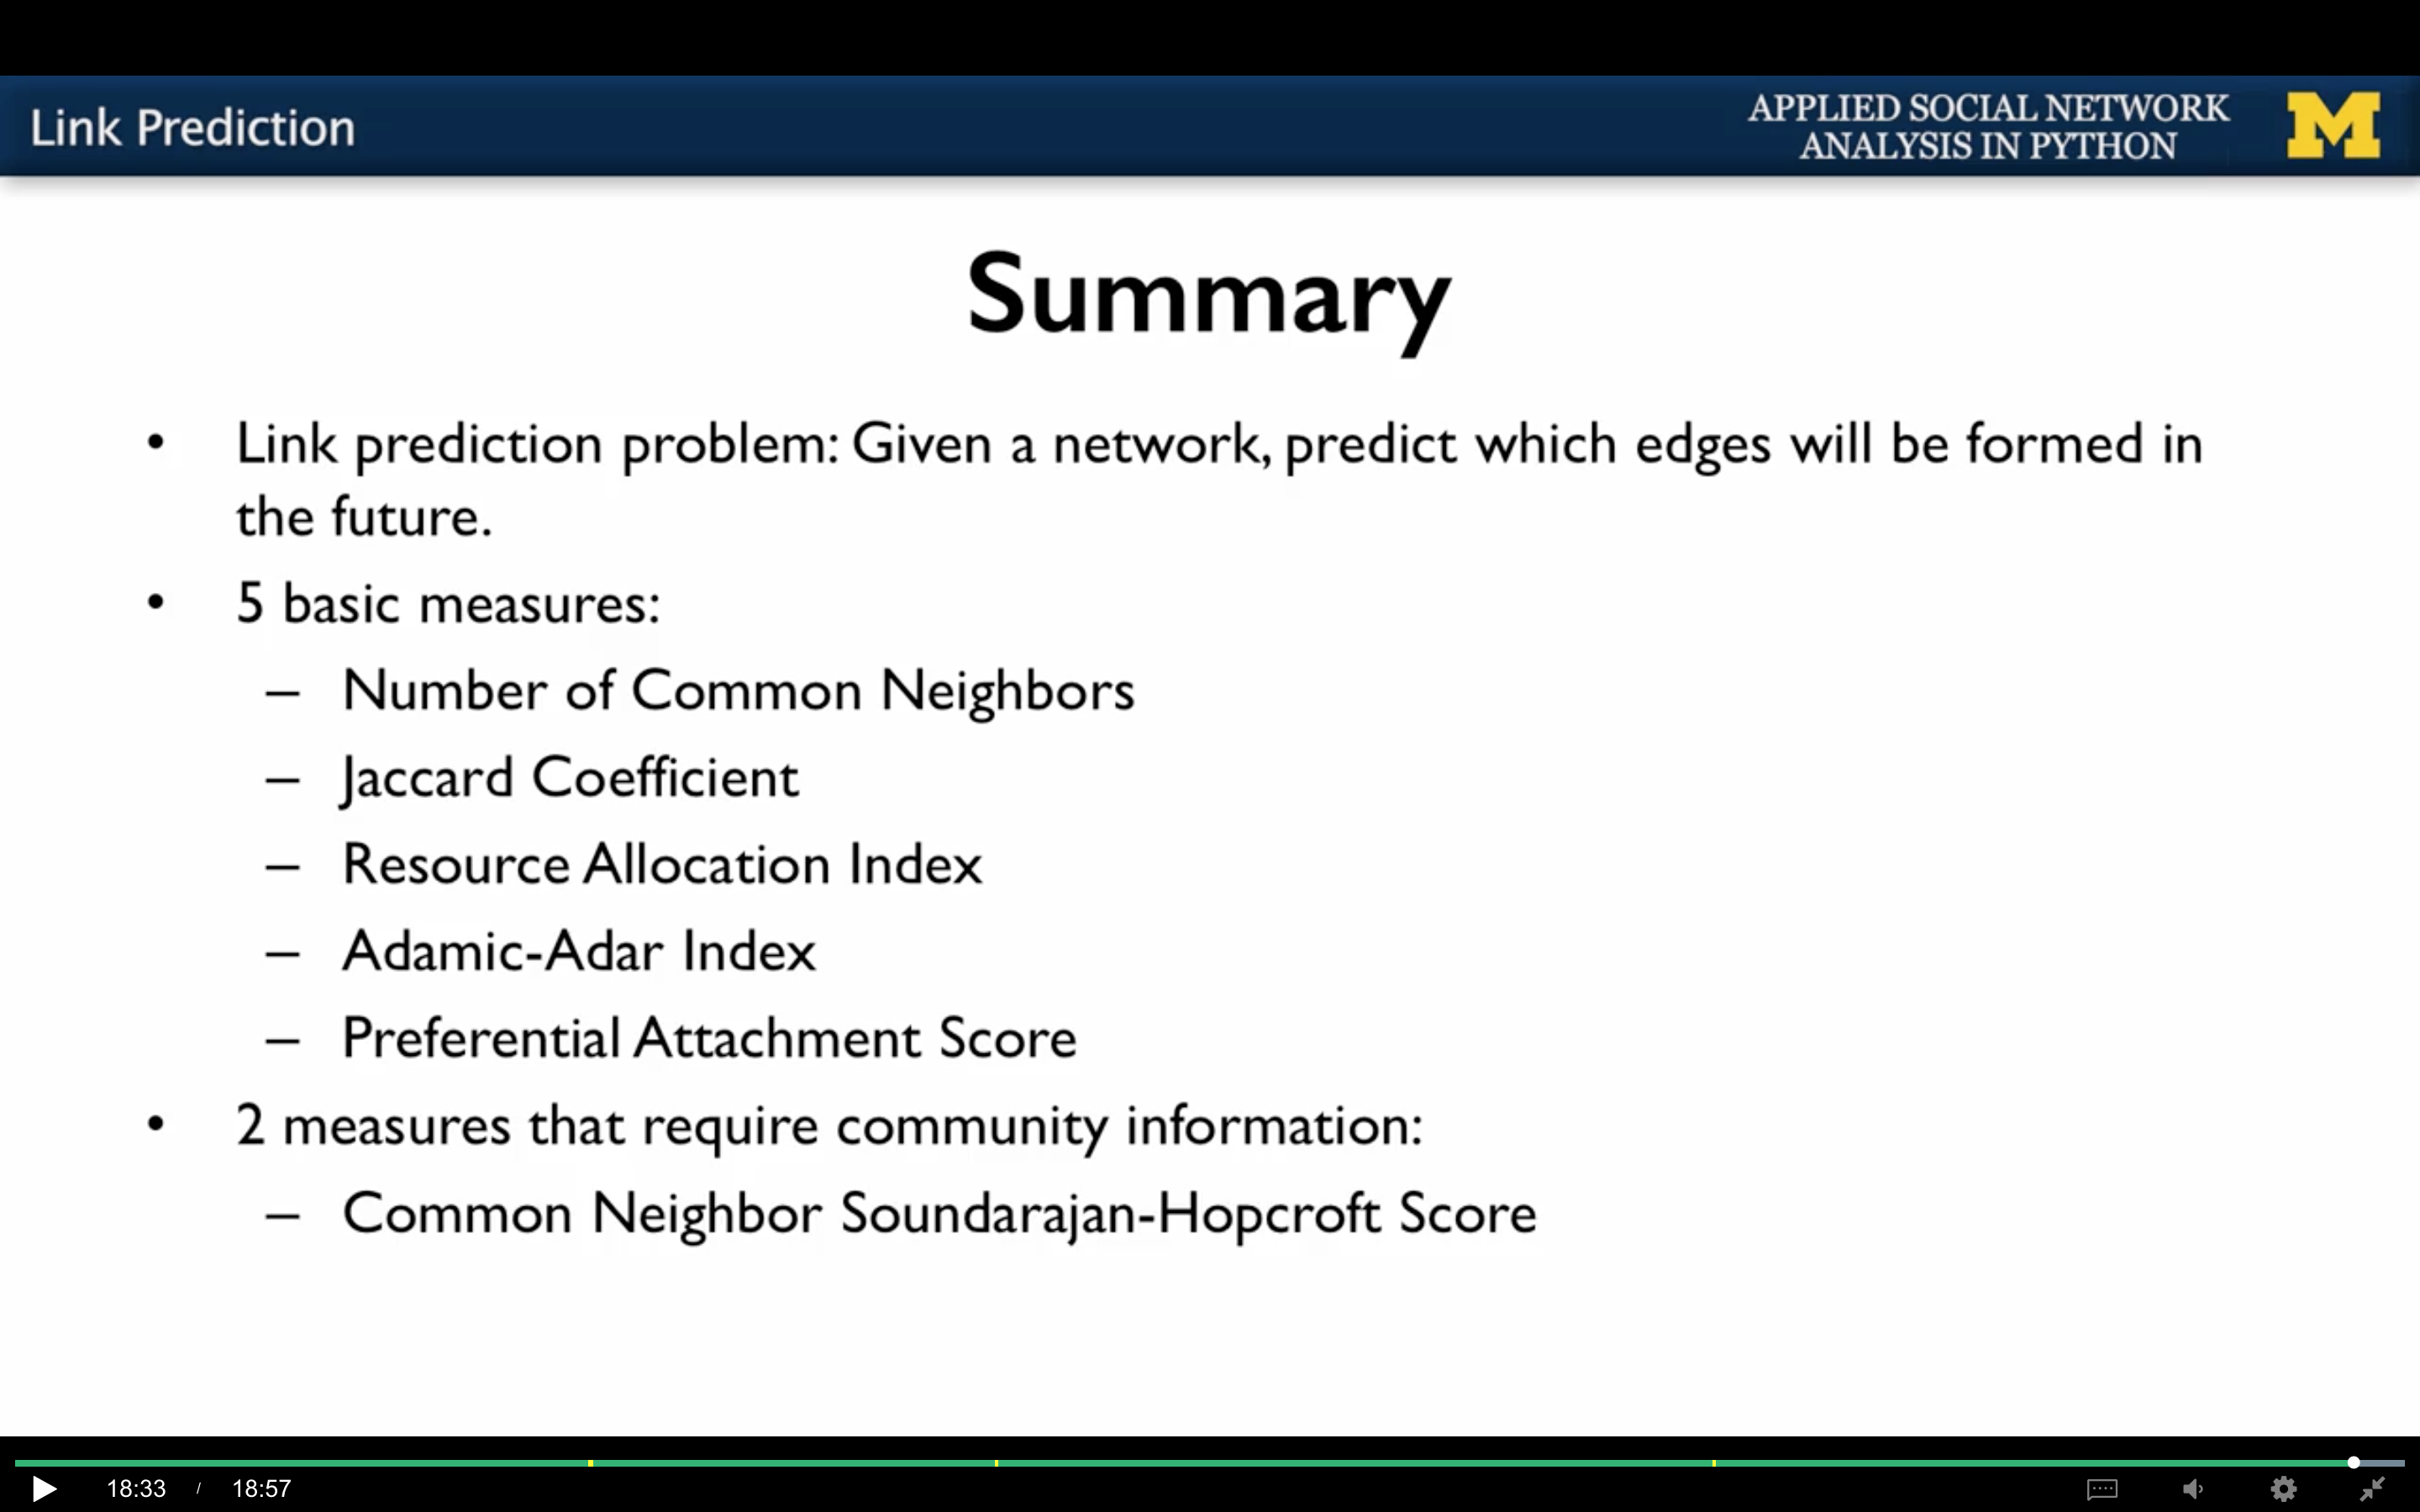 Link Prediction
APPLIED SOCIAL NETWORK
ANALYSIS IN PYTHON
M
Summary
• Link prediction problem: Given a network, predict which edges will be formed in
the future.
• 5 basic measures:
– Number of Common Neighbors
– Jaccard Coefficient
– Resource Allocation Index
– Adamic-Adar Index
– Preferential Attachment Score
• 2 measures that require community information:
– Common Neighbor Soundarajan-Hopcroft Score
18:33 / 18:57